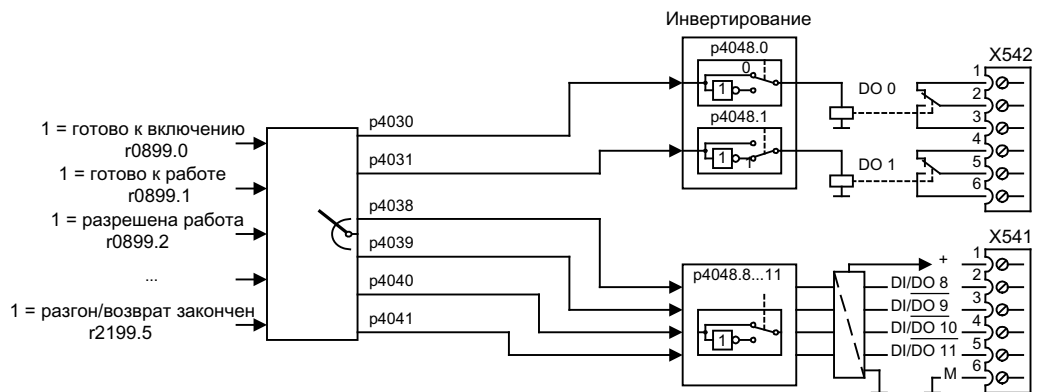 Инвертирование
p4048.0
X542
0
1
DO 0
1
2
3
p4030
p4048.1
1 = готово к включению
r0899.0
p4031
1
1
DO 1
4
5
6
1 = готово к работе
r0899.1
1 = разрешена работа
r0899.2
p4038
p4039
X541
...
p4040
p4048.8...11
+
1
DI/DO 8
2
DI/DO 9
3
1 = разгон/возврат закончен
r2199.5
p4041
1
DI/DO 10
4
DI/DO 11
5
M
6